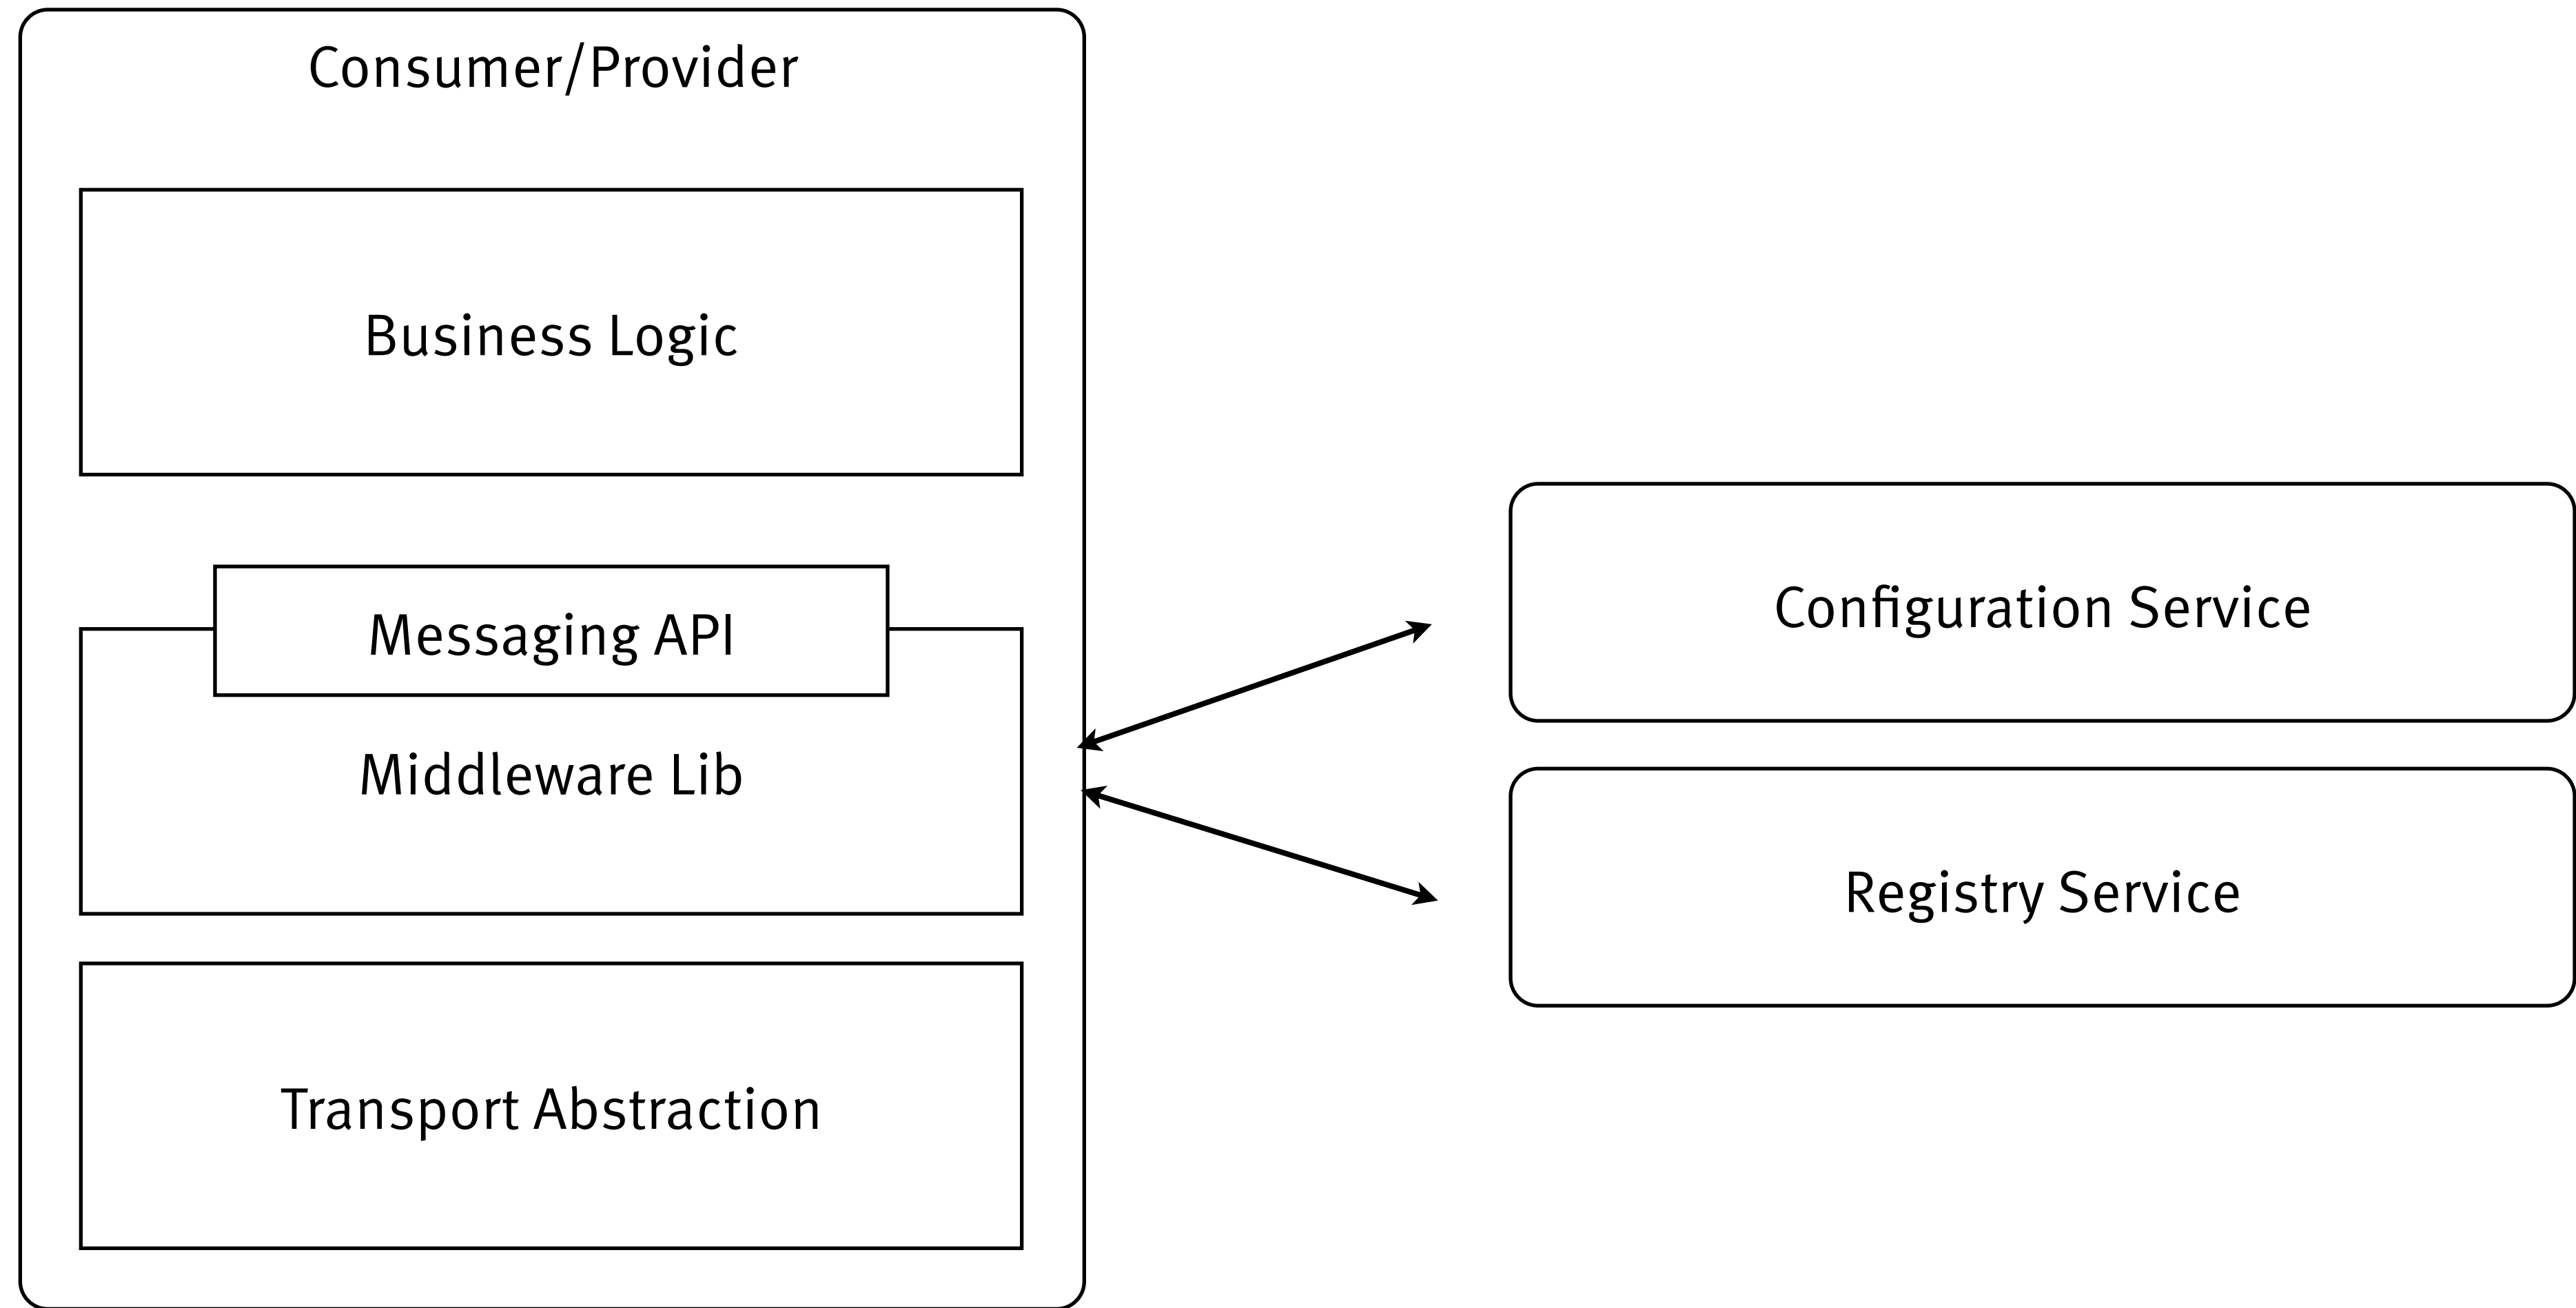 Consumer/Provider
Business Logic
Messaging API
Middleware Lib
Transport Abstraction
Configuration Service
Registry Service